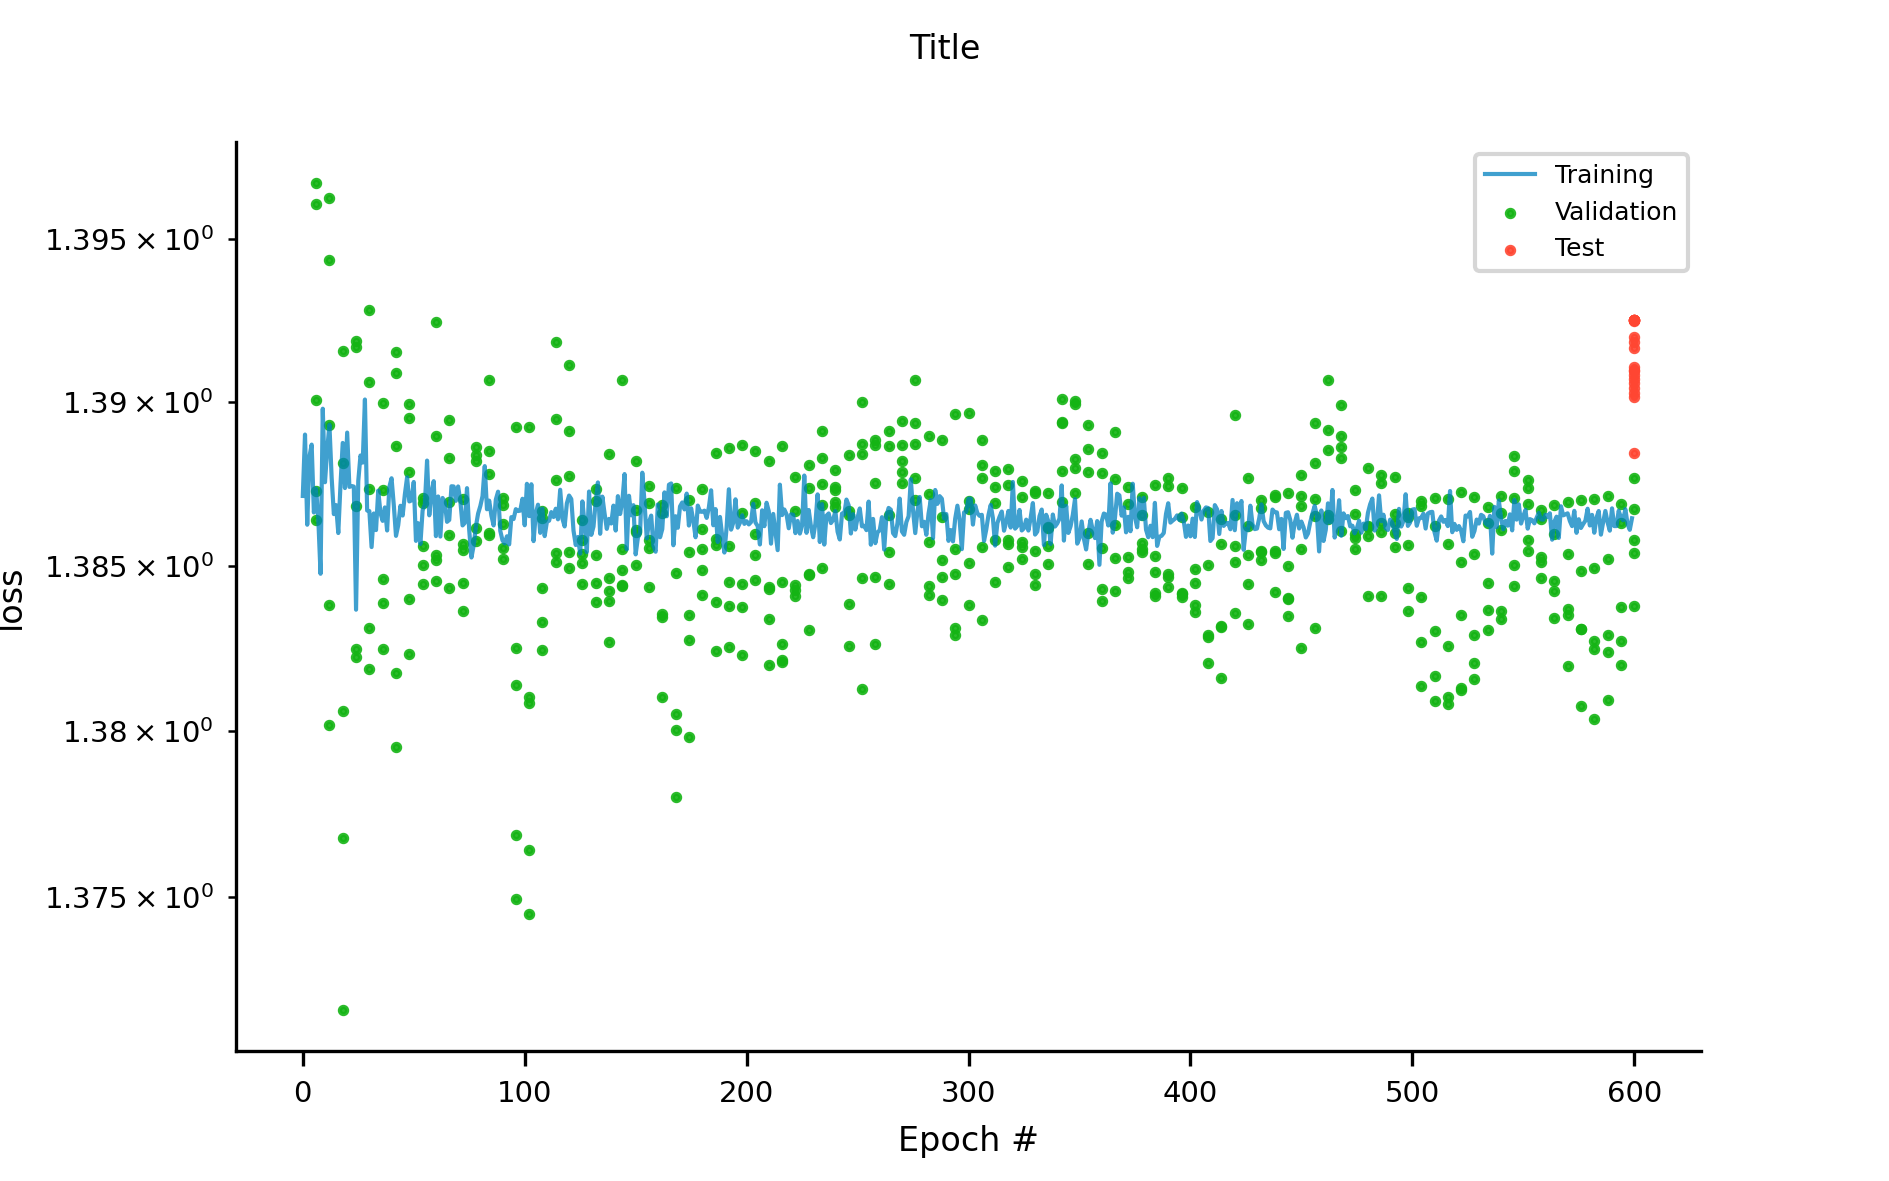 Title
1.395 × 10⁰
1.39 × 10⁰
1.385 × 10⁰
1.38 × 10⁰
1.375 × 10⁰
loss
Training
Validation
Test
0 100 200 300 400 500 600
Epoch #